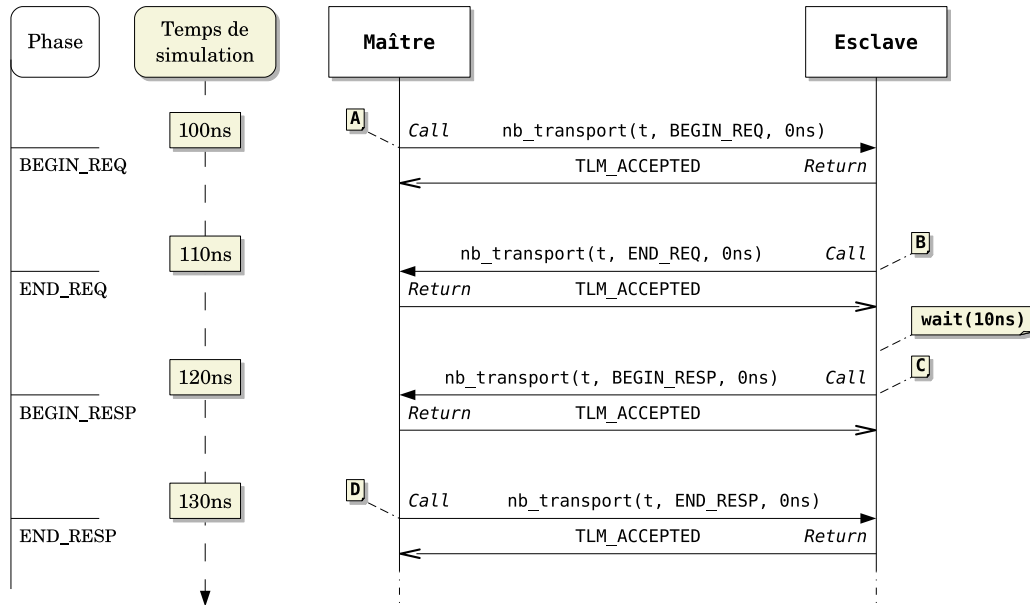 Phase
Temps de
simulation
Maître
Esclave
100ns
A
Call nb_transport(t, BEGIN_REQ, 0ns)
BEGIN_REQ
TLM_ACCEPTED Return
110ns
nb_transport(t, END_REQ, 0ns) Call
B
END_REQ
Return TLM_ACCEPTED
wait(10ns)
120ns
nb_transport(t, BEGIN_RESP, 0ns) Call
C
BEGIN_RESP
Return TLM_ACCEPTED
130ns
D
Call nb_transport(t, END_RESP, 0ns)
END_RESP
TLM_ACCEPTED Return